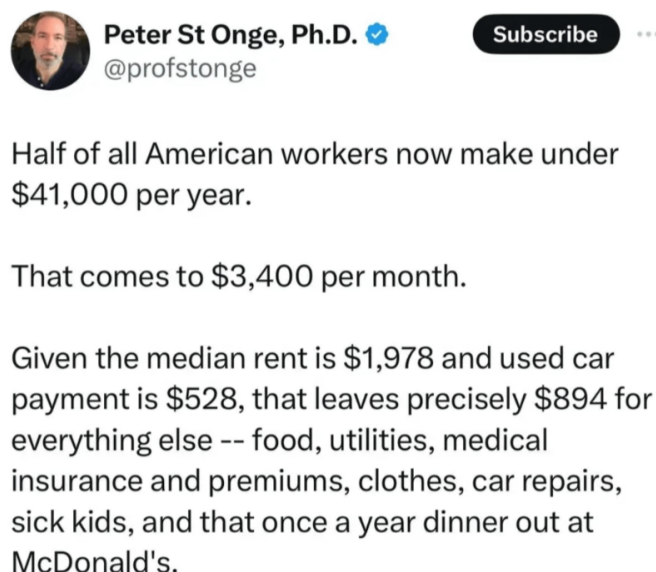 Peter St Onge, Ph.D.
Subscribe
@profstonge
Half of all American workers now make under
$41,000 per year.
That comes to $3,400 per month.
Given the median rent is $1,978 and used car
payment is $528, that leaves precisely $894 for
everything else -- food, utilities, medical
insurance and premiums, clothes, car repairs,
sick kids, and that once a year dinner out at
McDonald's.